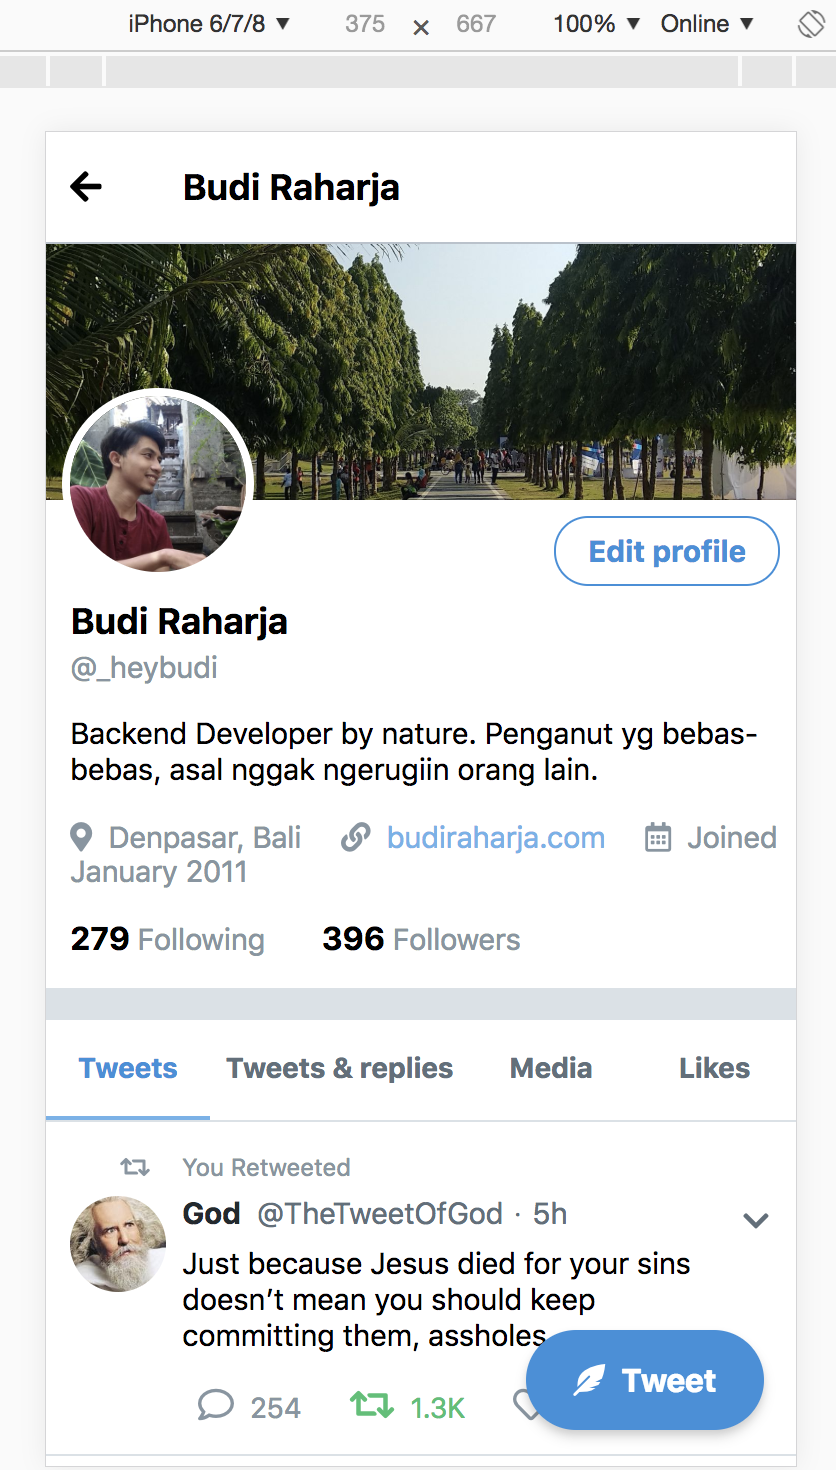 iPhone 6/7/8 ▼ 375 × 667 100% ▼ Online ▼
Budi Raharja
Edit profile
Budi Raharja
@_heybudi
Backend Developer by nature. Penganut yg bebas-
bebas, asal nggak ngerugiin orang lain.
Denpasar, Bali budiraharja.com Joined
January 2011
279 Following 396 Followers
Tweets Tweets & replies Media Likes
You Retweeted
God @TheTweetOfGod · 5h
Just because Jesus died for your sins
doesn’t mean you should keep
committing them, assholes
Tweet
254 1.3K